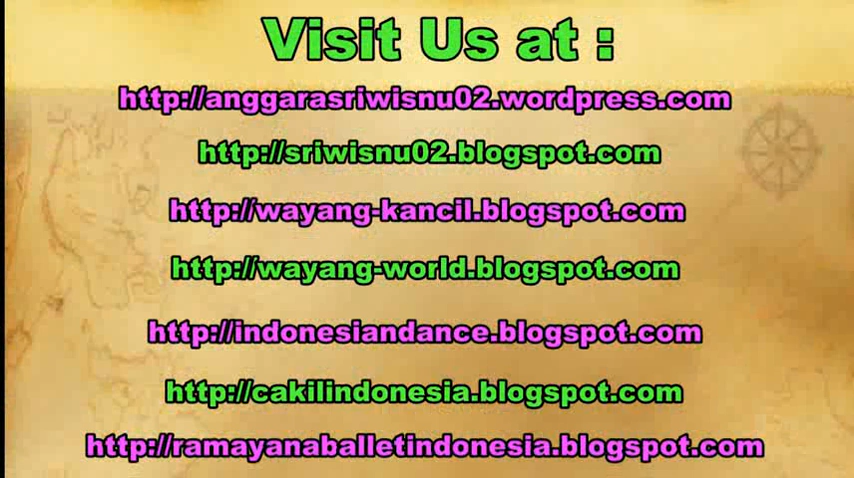 Visit Us at :
http://anggarasriwisnu02.wordpress.com
http://sriwisnu02.blogspot.com
http://wayang-kancil.blogspot.com
http://wayang-world.blogspot.com
http://indonesiandance.blogspot.com
http://cakilindonesia.blogspot.com
http://ramayanaballetindonesia.blogspot.com